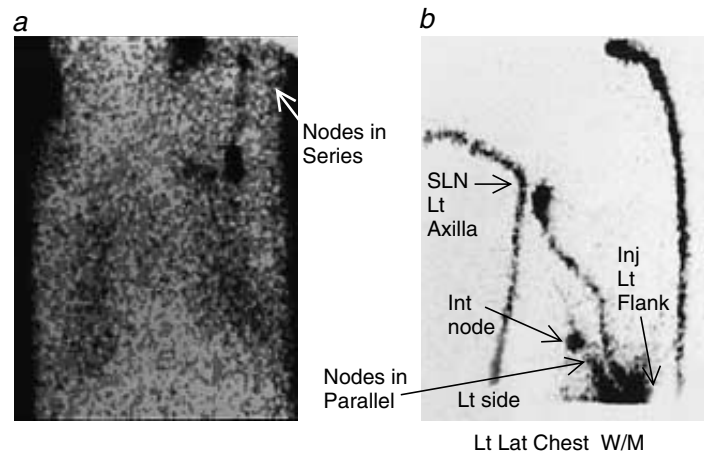 a
b
Nodes in
Series
SLN
Lt
Axilla
Inj
Lt
Flank
Int
node
Nodes in
Parallel
Lt side
Lt Lat Chest W/M